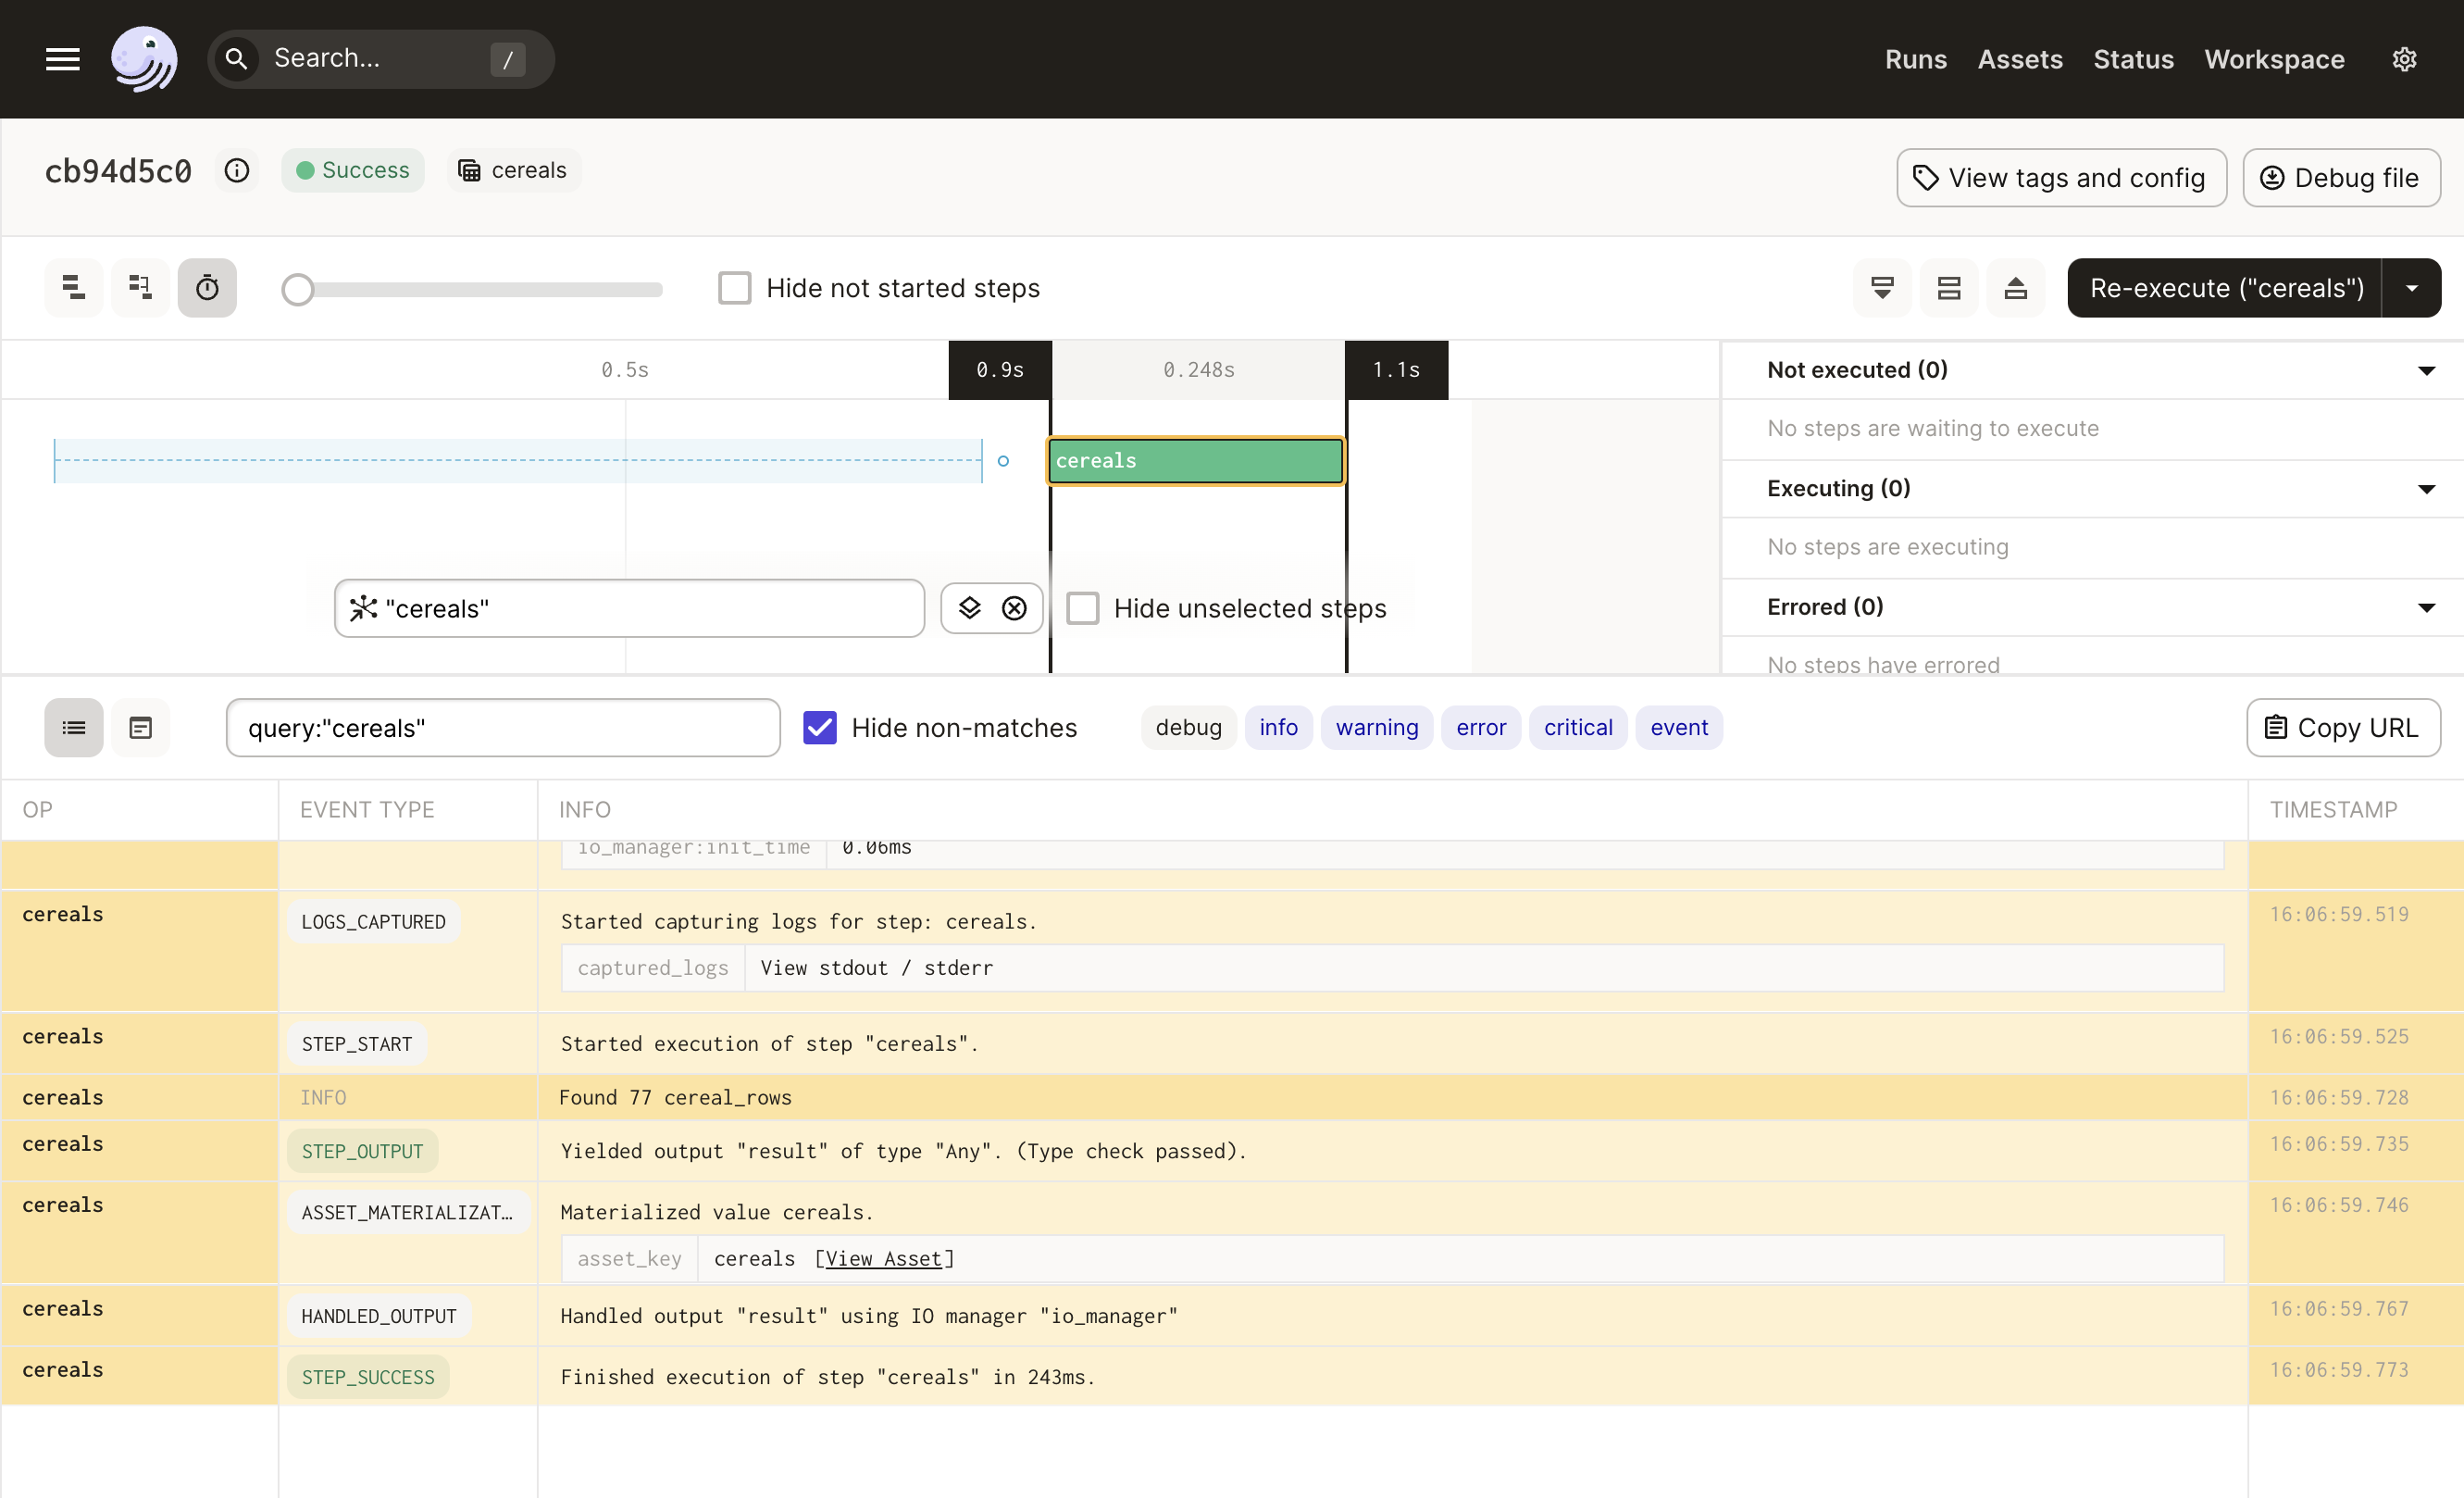 Search... /
Runs Assets Status Workspace
cb94d5c0 Success cereals
View tags and config Debug file
Hide not started steps
Re-execute ("cereals")
0.5s 0.9s 0.248s 1.1s
cereals
"cereals"
Hide unselected steps
Not executed (0)
No steps are waiting to execute
Executing (0)
No steps are executing
Errored (0)
No steps have errored
query:"cereals" Hide non-matches debug info warning error critical event Copy URL
OP EVENT TYPE INFO TIMESTAMP
io_manager:init_time 0.06ms
cereals LOGS_CAPTURED Started capturing logs for step: cereals. 16:06:59.519
captured_logs View stdout / stderr
cereals STEP_START Started execution of step "cereals". 16:06:59.525
cereals INFO Found 77 cereal_rows 16:06:59.728
cereals STEP_OUTPUT Yielded output "result" of type "Any". (Type check passed). 16:06:59.735
cereals ASSET_MATERIALIZAT… Materialized value cereals. 16:06:59.746
asset_key cereals [View Asset]
cereals HANDLED_OUTPUT Handled output "result" using IO manager "io_manager" 16:06:59.767
cereals STEP_SUCCESS Finished execution of step "cereals" in 243ms. 16:06:59.773